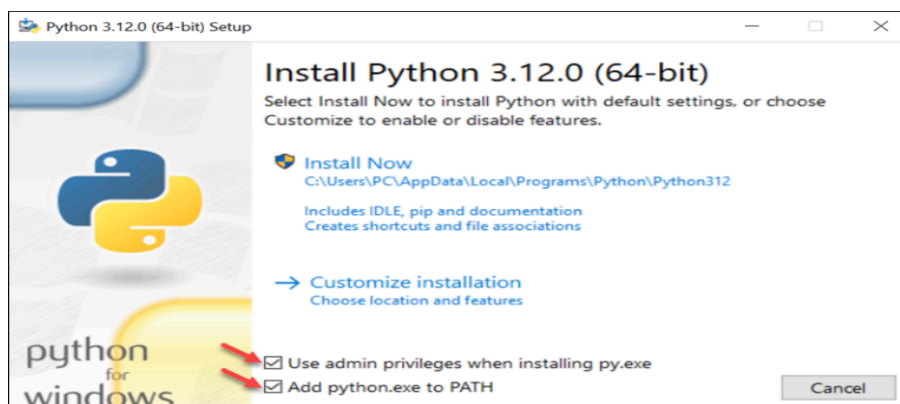 Python 3.12.0 (64-bit) Setup
Install Python 3.12.0 (64-bit)
Select Install Now to install Python with default settings, or choose
Customize to enable or disable features.
Install Now
C:\Users\PC\AppData\Local\Programs\Python\Python312
Includes IDLE, pip and documentation
Creates shortcuts and file associations
Customize installation
Choose location and features
python
for
windows
Use admin privileges when installing py.exe
Add python.exe to PATH
Cancel